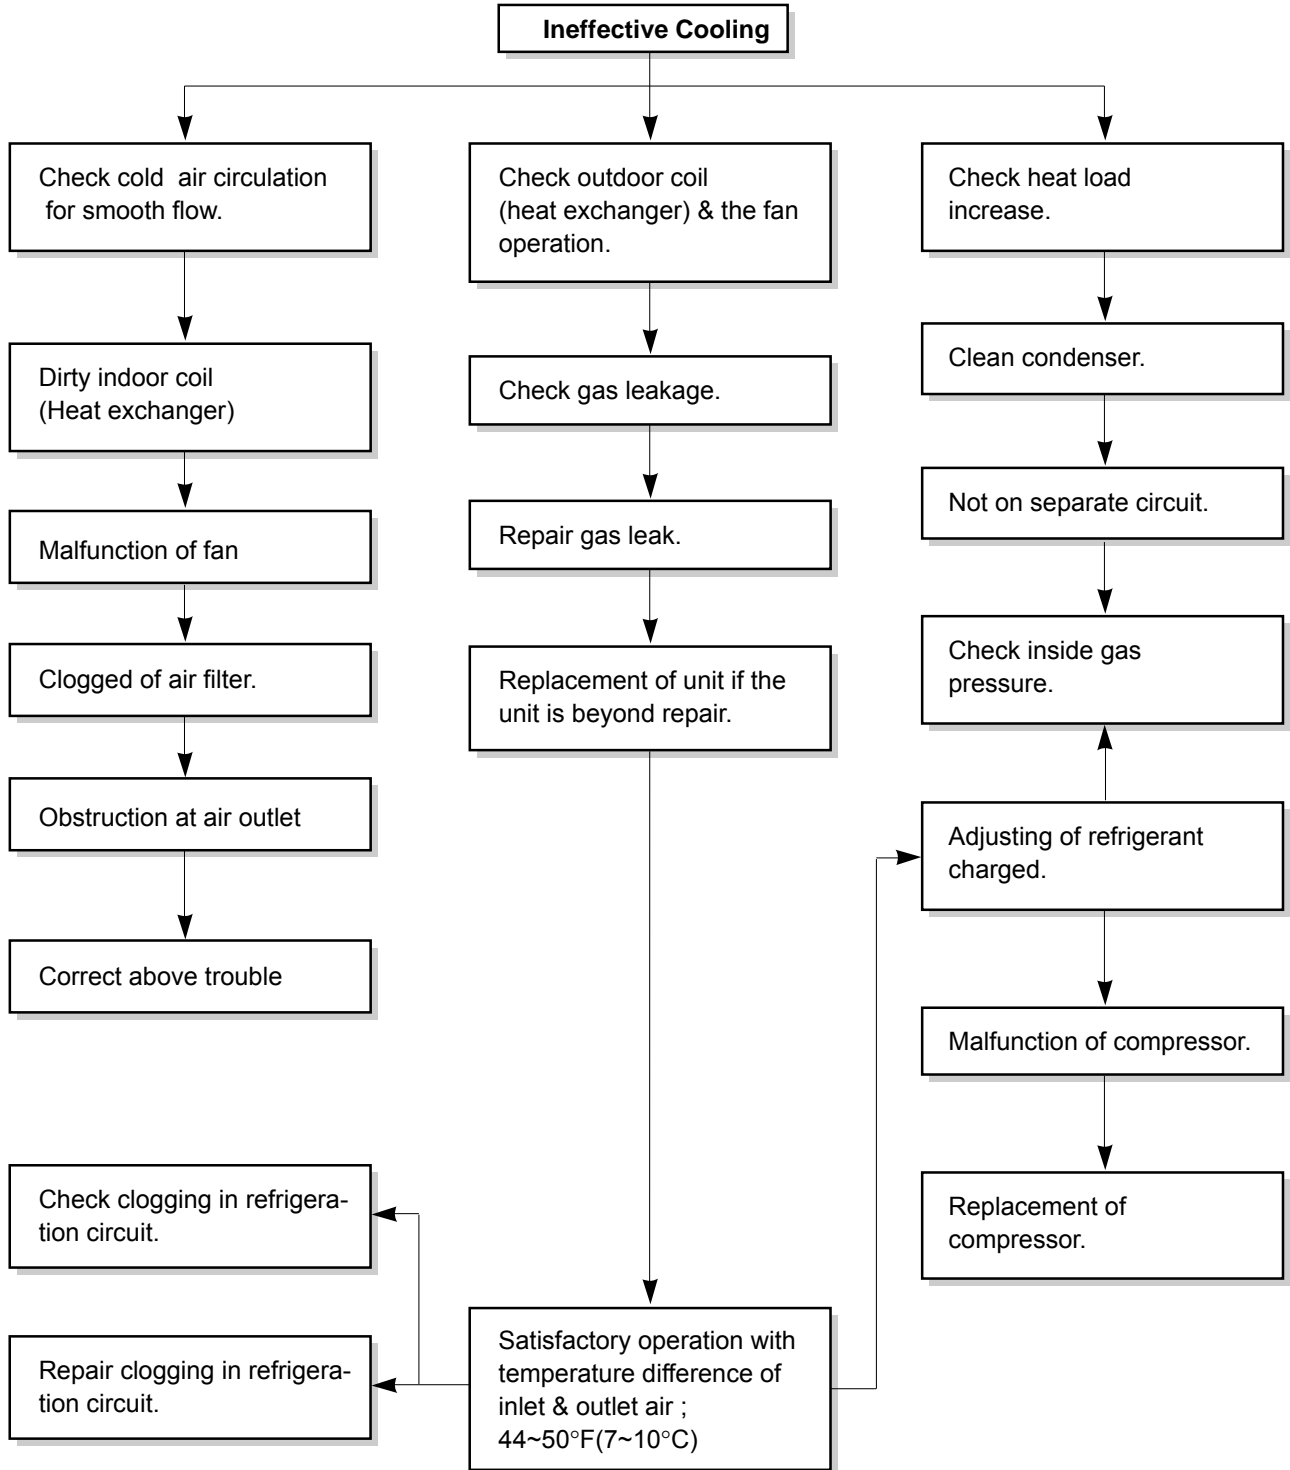 Ineffective Cooling
Check cold air circulation
for smooth flow.
Dirty indoor coil
(Heat exchanger)
Malfunction of fan
Clogged of air filter.
Obstruction at air outlet
Correct above trouble
Check outdoor coil
(heat exchanger) & the fan
operation.
Check gas leakage.
Repair gas leak.
Replacement of unit if the
unit is beyond repair.
Satisfactory operation with
temperature difference of
inlet & outlet air ;
44~50°F(7~10°C)
Check clogging in refrigera-
tion circuit.
Repair clogging in refrigera-
tion circuit.
Check heat load
increase.
Clean condenser.
Not on separate circuit.
Check inside gas
pressure.
Adjusting of refrigerant
charged.
Malfunction of compressor.
Replacement of
compressor.